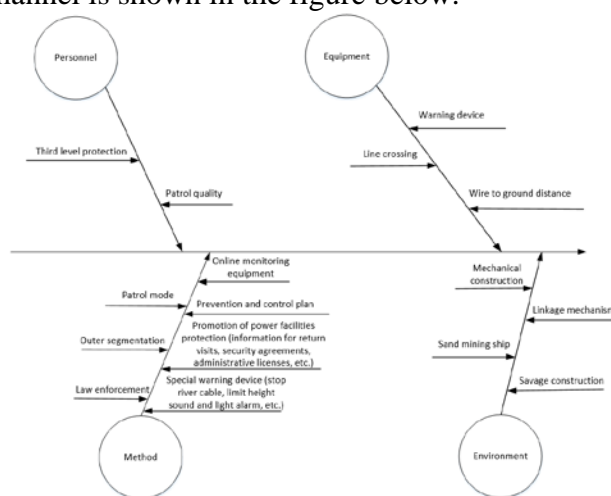 hannel is shown in the figure below.
Personnel
Equipment
Warning device
Third level protection
Line crossing
Patrol quality
Wire to ground distance
Online monitoring
equipment
Mechanical
construction
Patrol mode
Prevention and control plan
Linkage mechanism
Promotion of power facilities
protection (information for return
visits, security agreements,
administrative licenses, etc.)
Outer segmentation
Sand mining ship
Law enforcement
Special warning device (stop
river cable, limit height
sound and light alarm, etc.)
Savage construction
Method
Environment